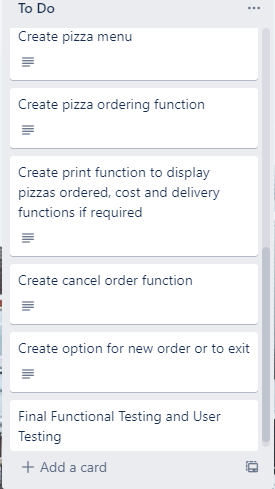 To Do
Create pizza menu
Create pizza ordering function
Create print function to display
pizzas ordered, cost and delivery
functions if required
Create cancel order function
Create option for new order or to exit
Final Functional Testing and User
Testing
+ Add a card